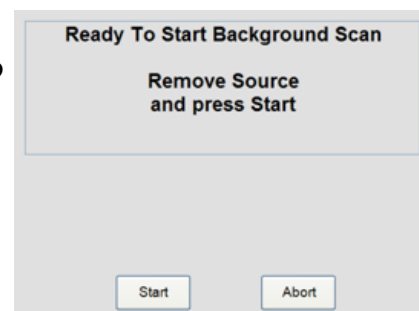 Ready To Start Background Scan
Remove Source
and press Start
Start
Abort